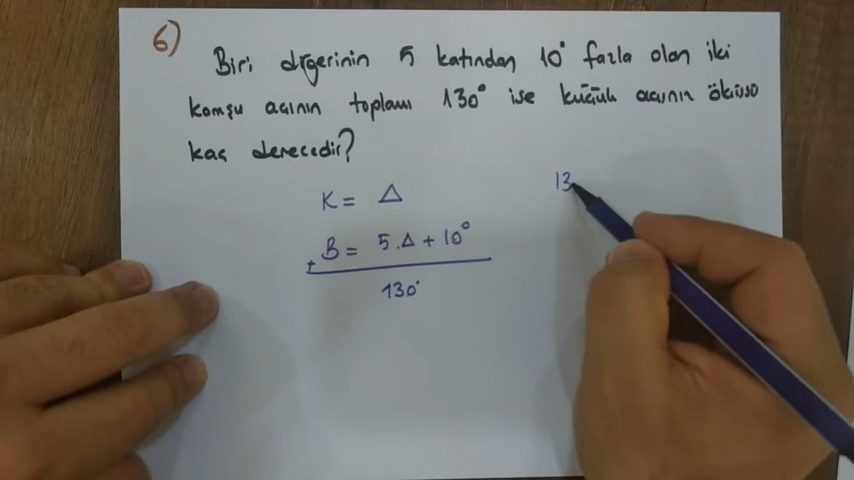 6) Biri diğerinin 5 katından 10° fazla olan iki
komşu açının toplamı 130° ise küçük açının ölçüsü
kaç derecedir?
K = Δ
13
+ B = 5.Δ + 10°
130°